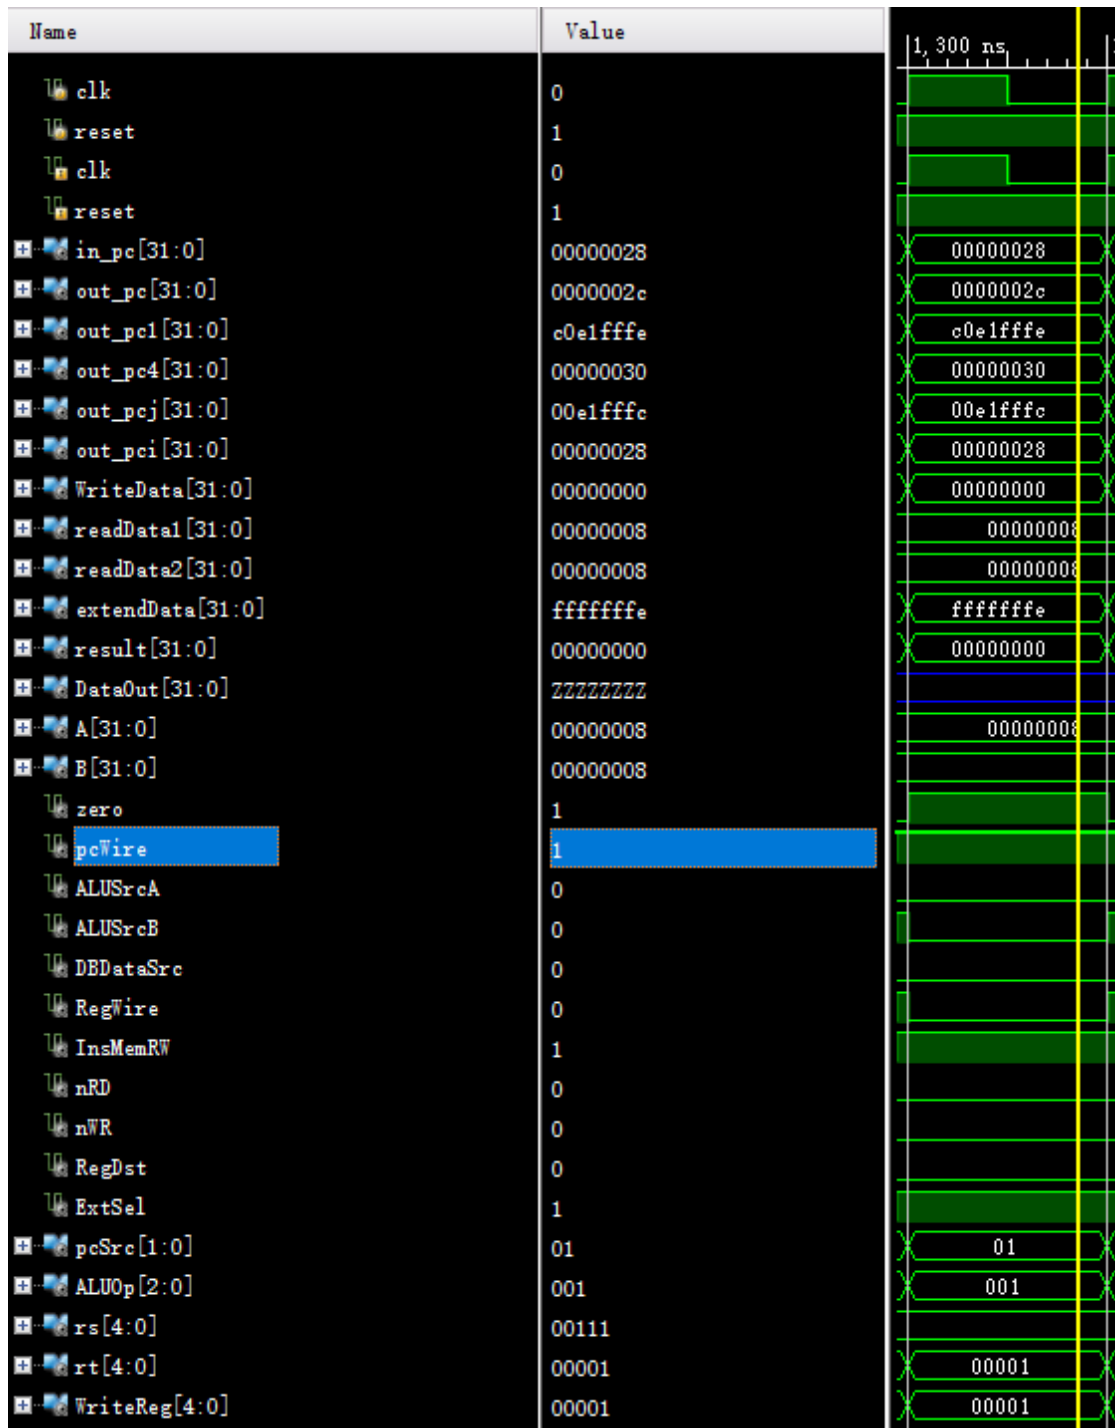 Name Value
1,300 ns
clk 0
reset 1
clk 0
reset 1
in_pc[31:0] 00000028 00000028
out_pc[31:0] 0000002c 0000002c
out_pc1[31:0] c0e1fffe c0e1fffe
out_pc4[31:0] 00000030 00000030
out_pcj[31:0] 00e1fffc 00e1fffc
out_pci[31:0] 00000028 00000028
WriteData[31:0] 00000000 00000000
readData1[31:0] 00000008 00000008
readData2[31:0] 00000008 00000008
extendData[31:0] fffffffe fffffffe
result[31:0] 00000000 00000000
DataOut[31:0] ZZZZZZZZ
A[31:0] 00000008 00000008
B[31:0] 00000008
zero 1
pcWire 1
ALUSrcA 0
ALUSrcB 0
DBDataSrc 0
RegWire 0
InsMemRW 1
nRD 0
nWR 0
RegDst 0
ExtSel 1
pcSrc[1:0] 01 01
ALUOp[2:0] 001 001
rs[4:0] 00111
rt[4:0] 00001 00001
WriteReg[4:0] 00001 00001